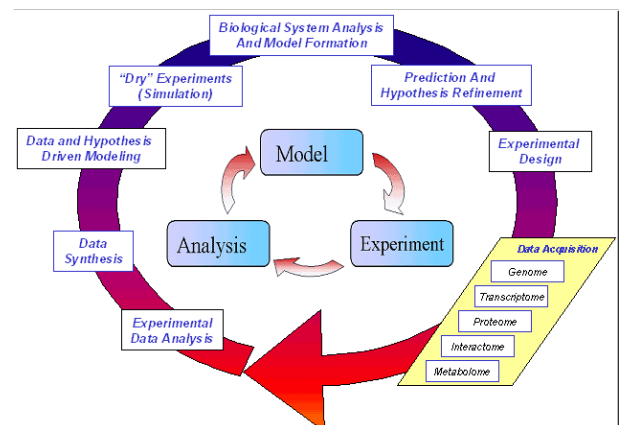 Biological System Analysis
And Model Formation
"Dry" Experiments
(Simulation)
Prediction And
Hypothesis Refinement
Data and Hypothesis
Driven Modeling
Model
Experimental
Design
Analysis
Experiment
Data
Synthesis
Data Acquisition
Genome
Transcriptome
Proteome
Interactome
Metabolome
Experimental
Data Analysis